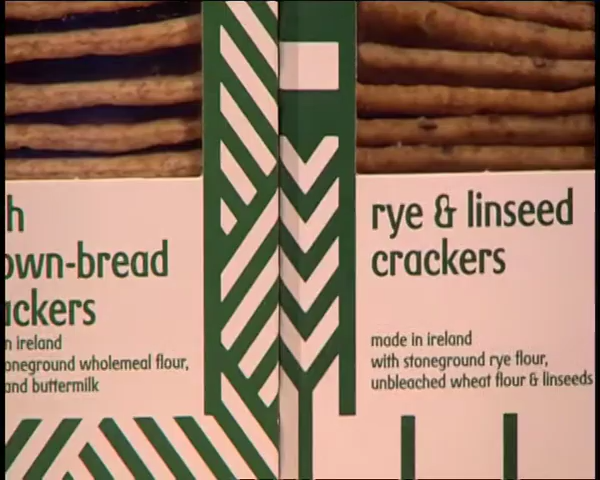 h
own-bread
ackers
n ireland
oneground wholemeal flour,
and buttermilk
rye & linseed
crackers
made in ireland
with stoneground rye flour,
unbleached wheat flour & linseeds